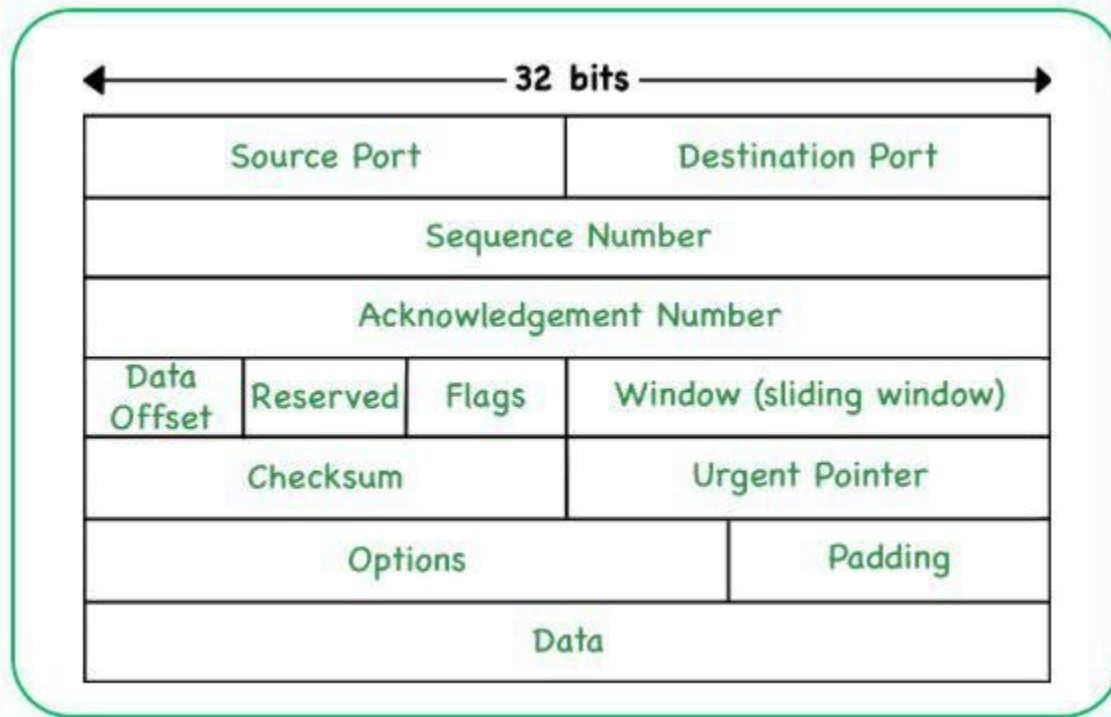 32 bits
Source Port Destination Port
Sequence Number
Acknowledgement Number
Data Offset Reserved Flags Window (sliding window)
Checksum Urgent Pointer
Options Padding
Data